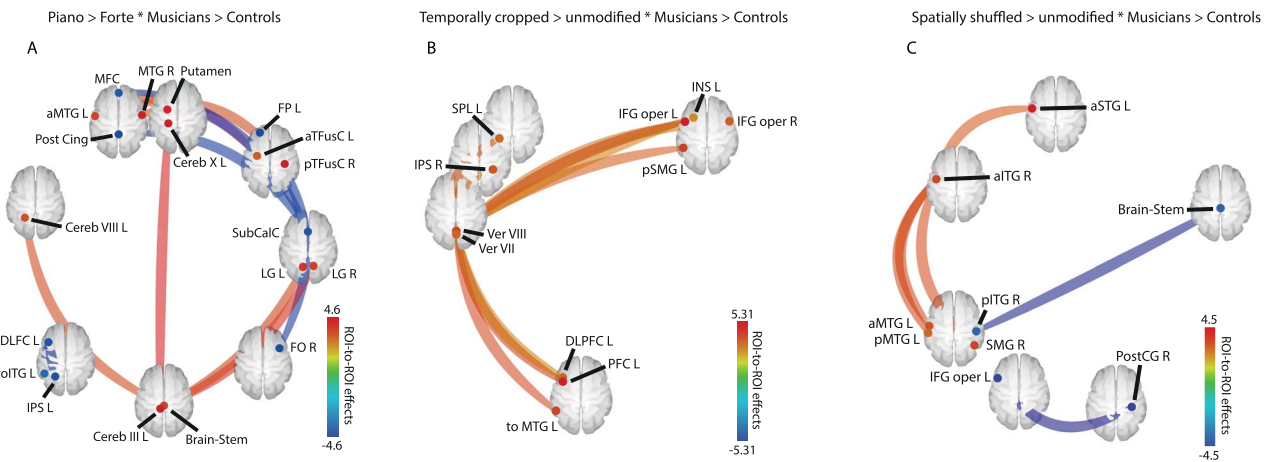 Piano > Forte * Musicians > Controls
A
MFC
MTG R
Putamen
aMTG L
FP L
aTFusC L
Post Cing
Cereb X L
pTFusC R
Cereb VIII L
SubCalC
LG L
LG R
4.6
ROI-to-ROI effects
-4.6
DLFC L
toITG L
IPS L
FO R
Cereb III L
Brain-Stem
Temporally cropped > unmodified * Musicians > Controls
B
SPL L
INS L
IFG oper L
IFG oper R
IPS R
pSMG L
Ver VIII
Ver VII
DLPFC L
PFC L
to MTG L
5.31
ROI-to-ROI effects
-5.31
Spatially shuffled > unmodified * Musicians > Controls
C
aSTG L
aITG R
Brain-Stem
pITG R
aMTG L
pMTG L
SMG R
IFG oper L
PostCG R
4.5
ROI-to-ROI effects
-4.5